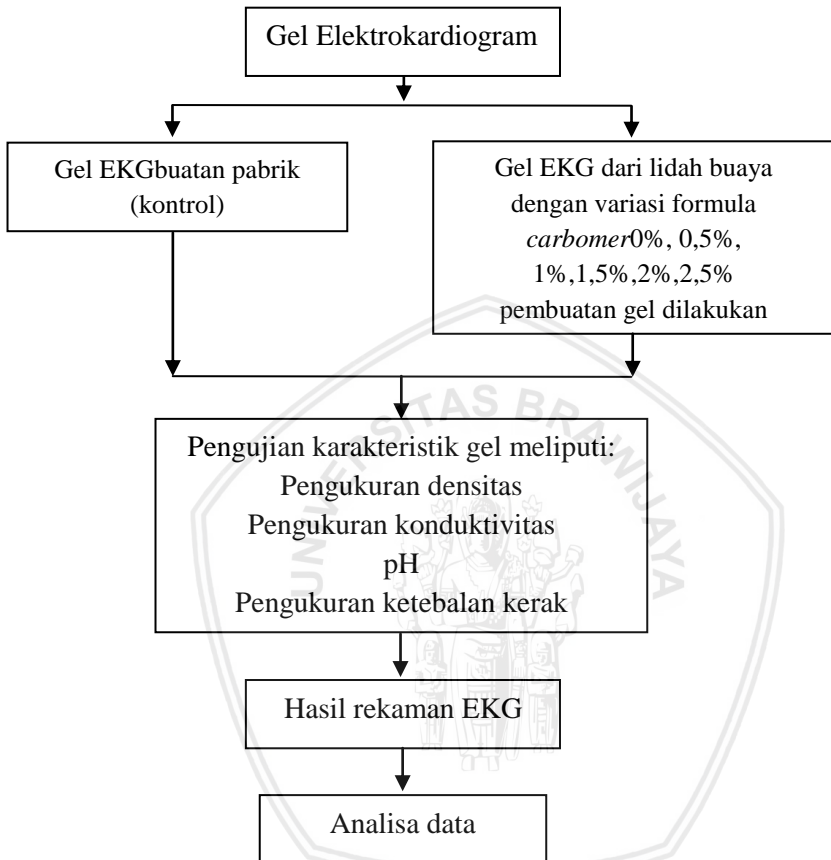 Gel Elektrokardiogram
Gel EKGbuatan pabrik
(kontrol)
Gel EKG dari lidah buaya
dengan variasi formula
carbomer0%, 0,5%,
1%,1,5%,2%,2,5%
pembuatan gel dilakukan
UNIVERSITAS BRAWIJAYA
Pengujian karakteristik gel meliputi:
Pengukuran densitas
Pengukuran konduktivitas
pH
Pengukuran ketebalan kerak
Hasil rekaman EKG
Analisa data